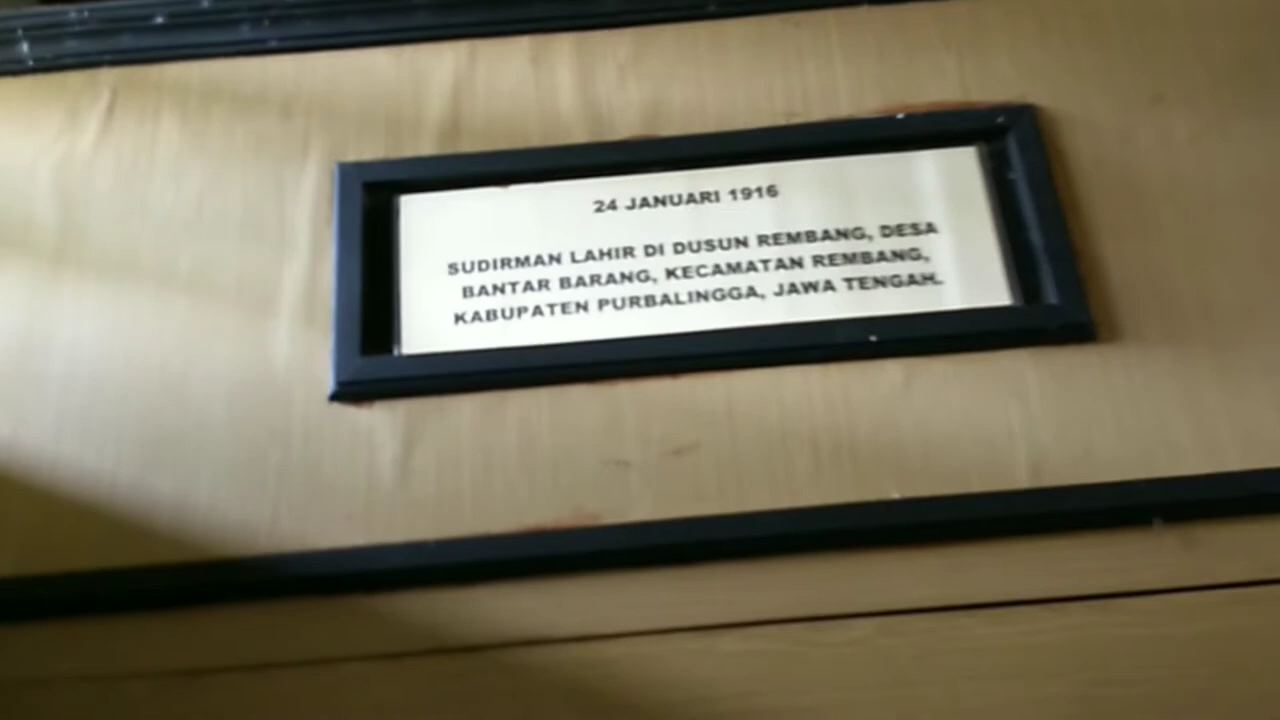 24 JANUARI 1916
SUDIRMAN LAHIR DI DUSUN REMBANG, DESA
BANTAR BARANG, KECAMATAN REMBANG,
KABUPATEN PURBALINGGA, JAWA TENGAH.